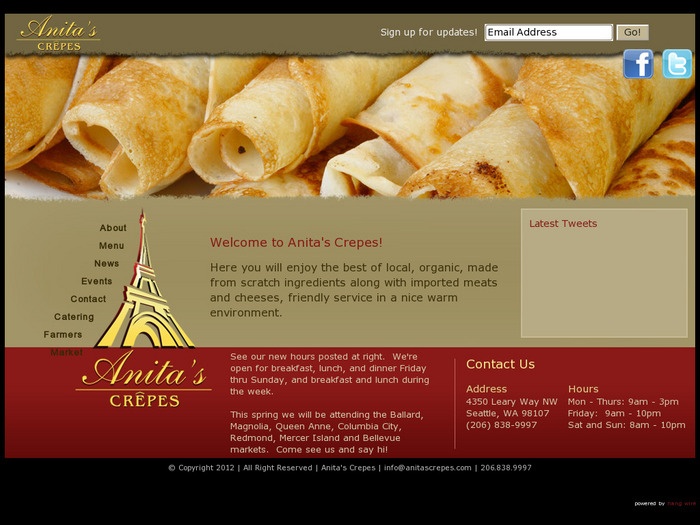 Anita's
CRÊPES
Sign up for updates! Email Address Go!
f t
About
Menu
News
Events
Contact
Catering
Farmers
Market
Welcome to Anita's Crepes!
Here you will enjoy the best of local, organic, made
from scratch ingredients along with imported meats
and cheeses, friendly service in a nice warm
environment.
Latest Tweets
Anita's
CRÊPES
See our new hours posted at right. We're
open for breakfast, lunch, and dinner Friday
thru Sunday, and breakfast and lunch during
the week.
This spring we will be attending the Ballard,
Magnolia, Queen Anne, Columbia City,
Redmond, Mercer Island and Bellevue
markets. Come see us and say hi!
Contact Us
Address
4350 Leary Way NW
Seattle, WA 98107
(206) 838-9997
Hours
Mon - Thurs: 9am - 3pm
Friday: 9am - 10pm
Sat and Sun: 8am - 10pm
© Copyright 2012 | All Right Reserved | Anita's Crepes | info@anitascrepes.com | 206.838.9997
powered by